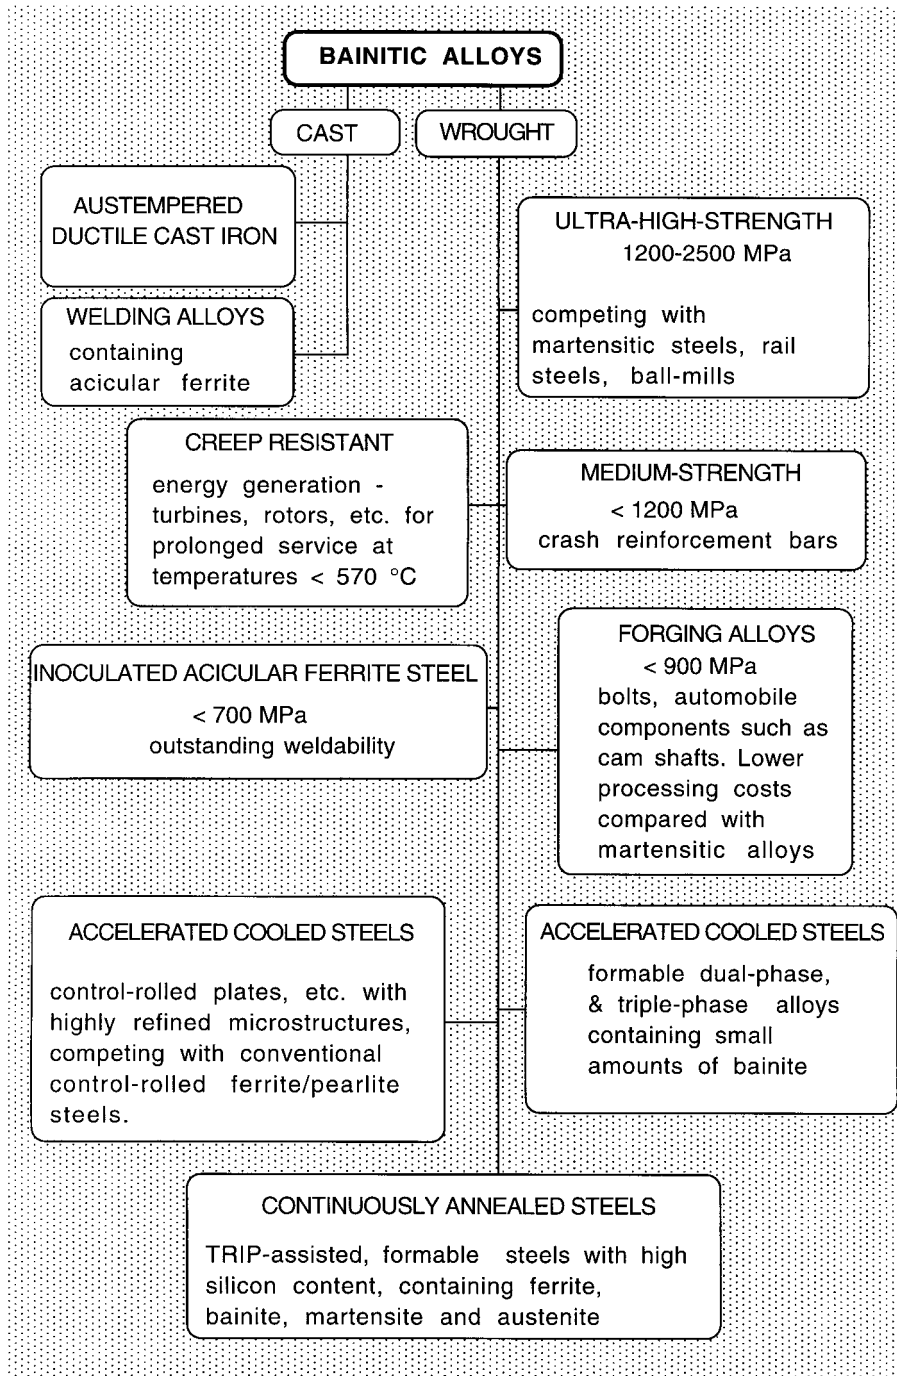 BAINITIC ALLOYS
CAST
WROUGHT
AUSTEMPERED
DUCTILE CAST IRON
WELDING ALLOYS
containing
acicular ferrite
ULTRA-HIGH-STRENGTH
1200-2500 MPa
competing with
martensitic steels, rail
steels, ball-mills
CREEP RESISTANT
energy generation -
turbines, rotors, etc. for
prolonged service at
temperatures < 570 °C
MEDIUM-STRENGTH
< 1200 MPa
crash reinforcement bars
INOCULATED ACICULAR FERRITE STEEL
< 700 MPa
outstanding weldability
FORGING ALLOYS
< 900 MPa
bolts, automobile
components such as
cam shafts. Lower
processing costs
compared with
martensitic alloys
ACCELERATED COOLED STEELS
control-rolled plates, etc. with
highly refined microstructures,
competing with conventional
control-rolled ferrite/pearlite
steels.
ACCELERATED COOLED STEELS
formable dual-phase,
& triple-phase alloys
containing small
amounts of bainite
CONTINUOUSLY ANNEALED STEELS
TRIP-assisted, formable steels with high
silicon content, containing ferrite,
bainite, martensite and austenite